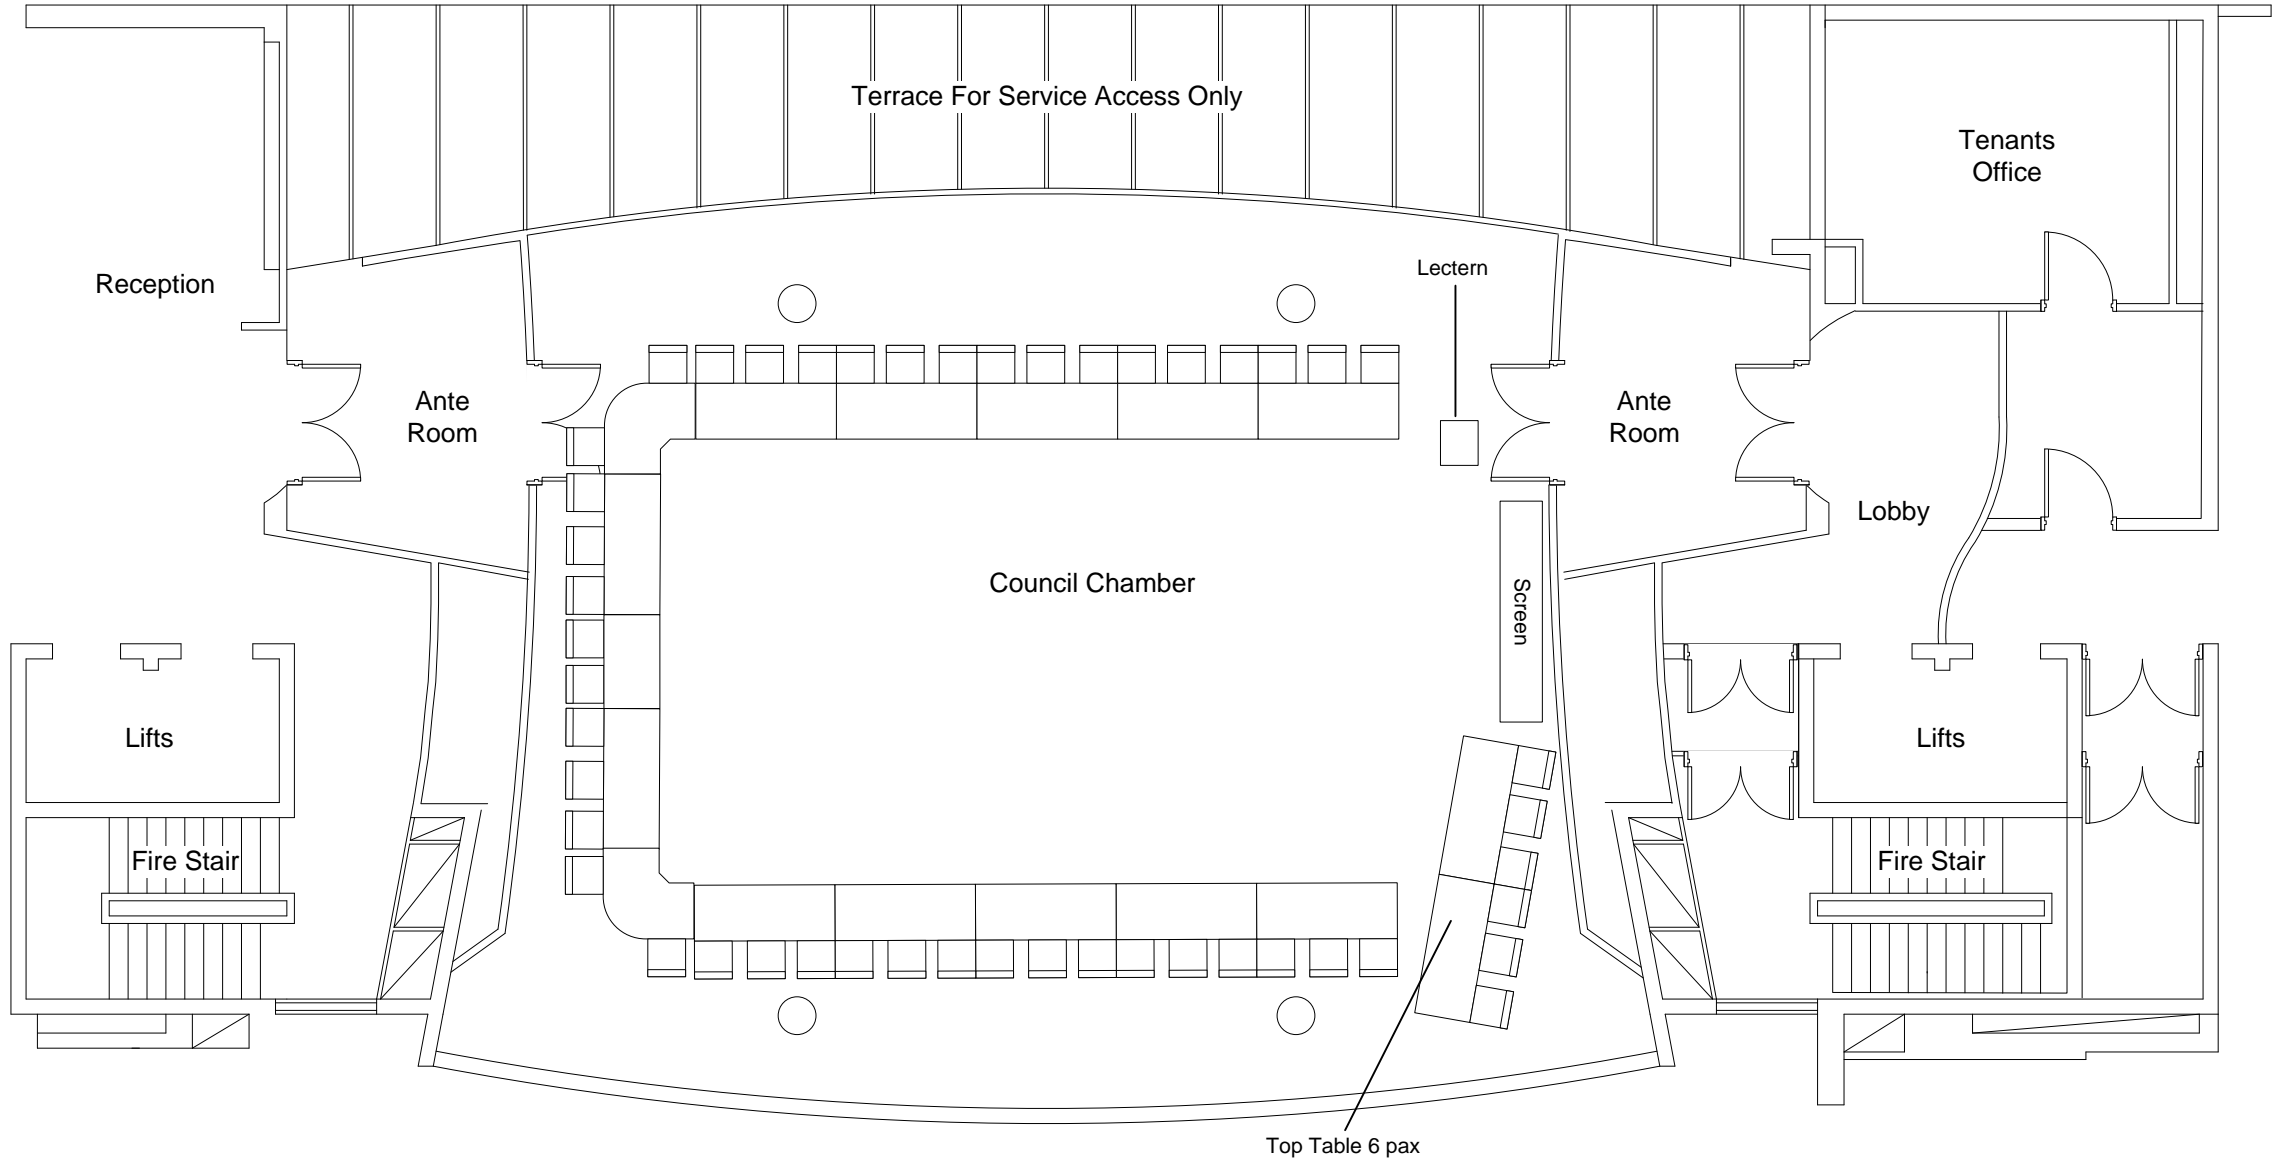 Terrace For Service Access Only
Tenants
Office
Reception
Lectern
Ante
Room
Ante
Room
Lobby
Council Chamber
Screen
Lifts
Lifts
Fire Stair
Fire Stair
Top Table 6 pax